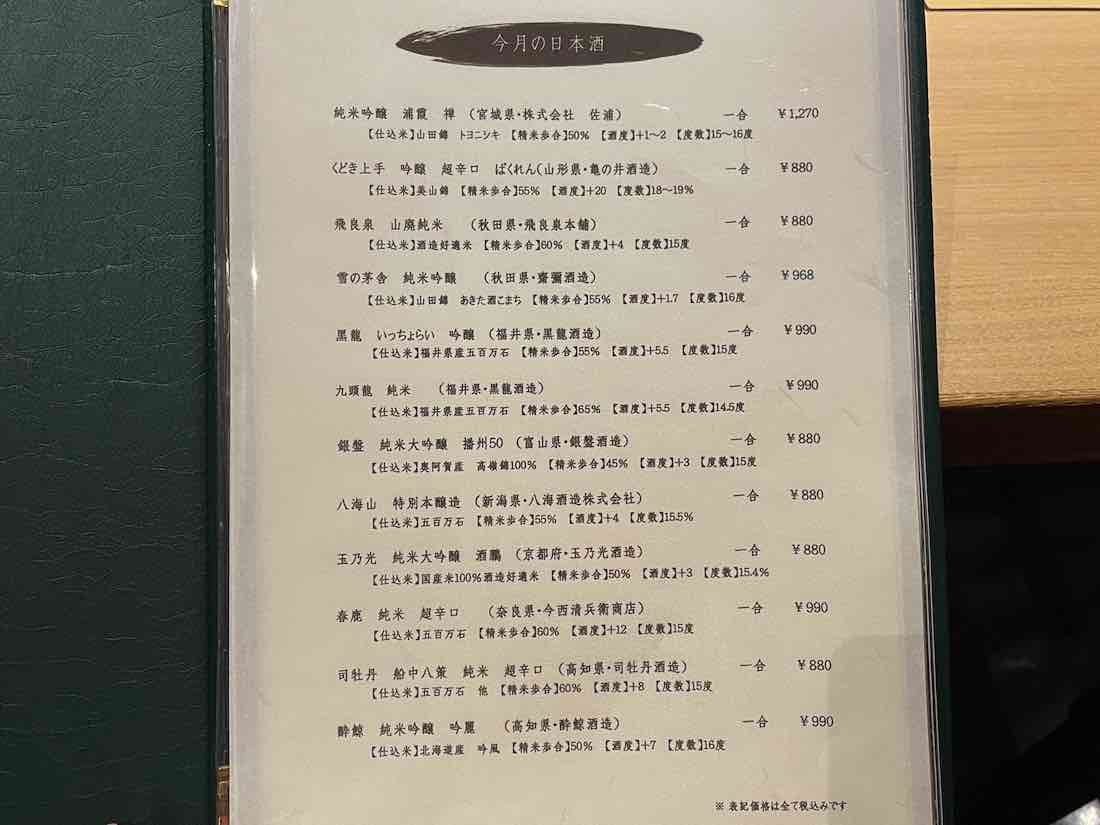 今月の日本酒
純米吟醸 浦霞 禅 (宮城県・株式会社 佐浦) 一合 ¥1,270
【仕込米】山田錦 トヨニシキ 【精米歩合】50% 【酒度】+1〜2 【度数】15〜16度
くどき上手 吟醸 超辛口 ばくれん(山形県・亀の井酒造) 一合 ¥880
【仕込米】美山錦 【精米歩合】55% 【酒度】+20 【度数】18〜19%
飛良泉 山廃純米 (秋田県・飛良泉本舗) 一合 ¥880
【仕込米】酒造好適米 【精米歩合】60% 【酒度】+4 【度数】15度
雪の茅舎 純米吟醸 (秋田県・齋彌酒造) 一合 ¥968
【仕込米】山田錦 あきた酒こまち 【精米歩合】55% 【酒度】+1.7 【度数】16度
黒龍 いっちょらい 吟醸 (福井県・黒龍酒造) 一合 ¥990
【仕込米】福井県産五百万石 【精米歩合】55% 【酒度】+5.5 【度数】15度
九頭龍 純米 (福井県・黒龍酒造) 一合 ¥990
【仕込米】福井県産五百万石 【精米歩合】65% 【酒度】+5.5 【度数】14.5度
銀盤 純米大吟醸 播州50 (富山県・銀盤酒造) 一合 ¥880
【仕込米】奥阿賀産 高嶺錦100% 【精米歩合】45% 【酒度】+3 【度数】15度
八海山 特別本醸造 (新潟県・八海酒造株式会社) 一合 ¥880
【仕込米】五百万石 【精米歩合】55% 【酒度】+4 【度数】15.5%
玉乃光 純米大吟醸 酒鵬 (京都府・玉乃光酒造) 一合 ¥880
【仕込米】国産米100%酒造好適米 【精米歩合】50% 【酒度】+3 【度数】15.4%
春鹿 純米 超辛口 (奈良県・今西清兵衛商店) 一合 ¥990
【仕込米】五百万石 【精米歩合】60% 【酒度】+12 【度数】15度
司牡丹 船中八策 純米 超辛口 (高知県・司牡丹酒造) 一合 ¥880
【仕込米】五百万石 他 【精米歩合】60% 【酒度】+8 【度数】15度
酔鯨 純米吟醸 吟麗 (高知県・酔鯨酒造) 一合 ¥990
【仕込米】北海道産 吟風 【精米歩合】50% 【酒度】+7 【度数】16度
※ 表記価格は全て税込みです